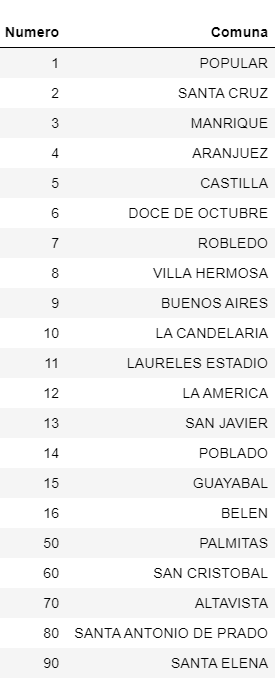 Numero Comuna
1 POPULAR
2 SANTA CRUZ
3 MANRIQUE
4 ARANJUEZ
5 CASTILLA
6 DOCE DE OCTUBRE
7 ROBLEDO
8 VILLA HERMOSA
9 BUENOS AIRES
10 LA CANDELARIA
11 LAURELES ESTADIO
12 LA AMERICA
13 SAN JAVIER
14 POBLADO
15 GUAYABAL
16 BELEN
50 PALMITAS
60 SAN CRISTOBAL
70 ALTAVISTA
80 SANTA ANTONIO DE PRADO
90 SANTA ELENA